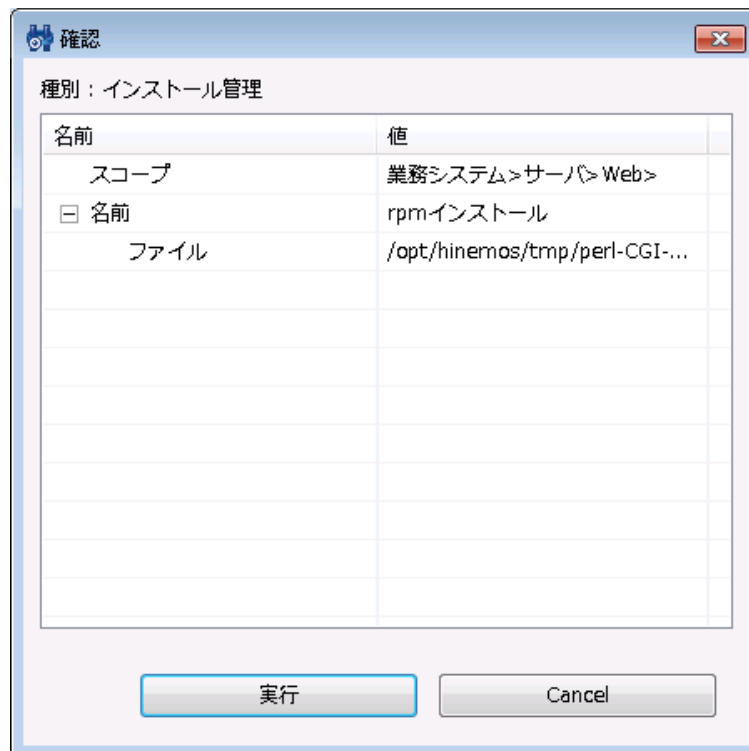 確認
種別：インストール管理
名前 値
スコープ 業務システム>サーバ>Web>
名前 rpmインストール
ファイル /opt/hinemos/tmp/perl-CGI-...
実行 Cancel